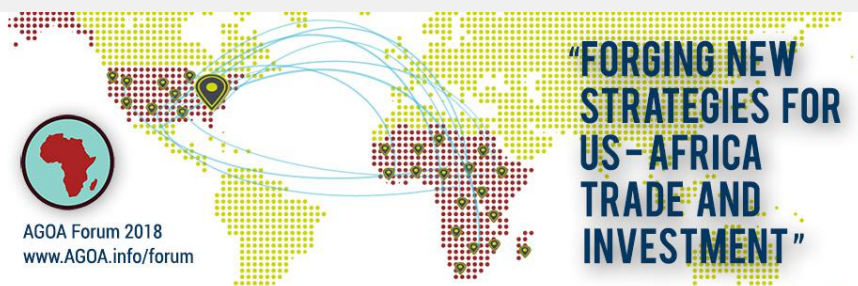 AGOA Forum 2018
www.AGOA.info/forum
"FORGING NEW
STRATEGIES FOR
US-AFRICA
TRADE AND
INVESTMENT"